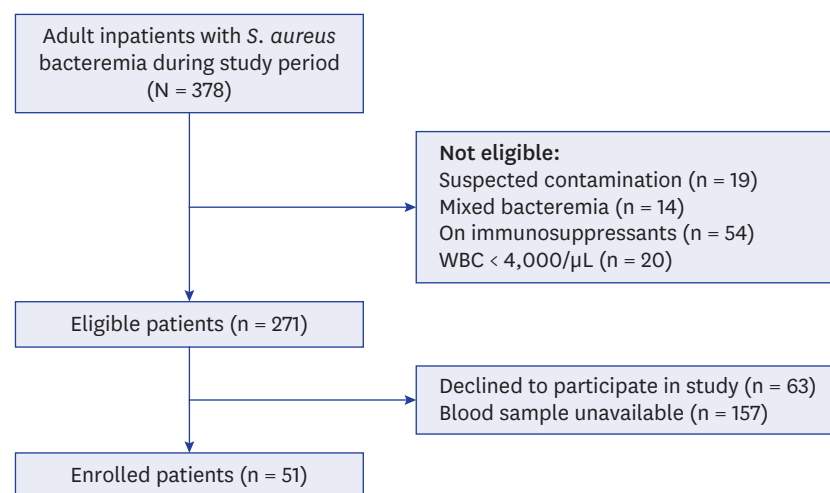 Adult inpatients with S. aureus
bacteremia during study period
(N = 378)
Not eligible:
Suspected contamination (n = 19)
Mixed bacteremia (n = 14)
On immunosuppressants (n = 54)
WBC < 4,000/µL (n = 20)
Eligible patients (n = 271)
Declined to participate in study (n = 63)
Blood sample unavailable (n = 157)
Enrolled patients (n = 51)